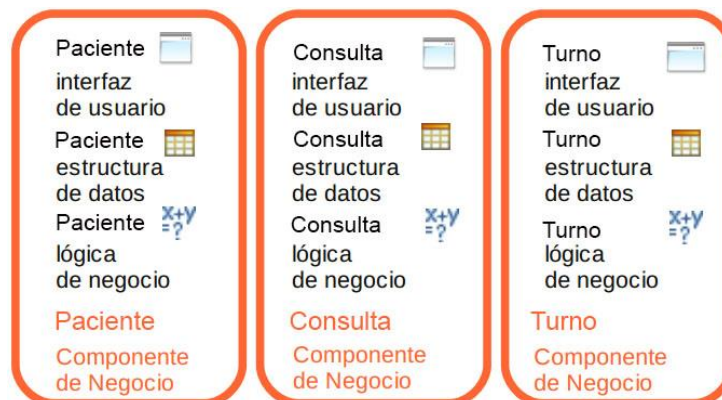 Paciente
interfaz
de usuario
Paciente
estructura
de datos
Paciente
x+y
=?
lógica
de negocio
Paciente
Componente
de Negocio
Consulta
interfaz
de usuario
Consulta
estructura
de datos
Consulta
x+y
=?
lógica
de negocio
Consulta
Componente
de Negocio
Turno
interfaz
de usuario
Turno
estructura
de datos
Turno
x+y
=?
lógica
de negocio
Turno
Componente
de Negocio